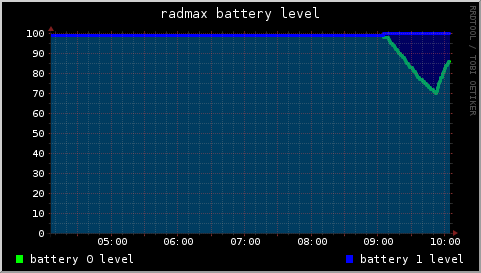 radmax battery level
RRDTOOL / TOBI OETIKER
100
90
80
70
60
50
40
30
20
10
0
05:00 06:00 07:00 08:00 09:00 10:00
battery 0 level battery 1 level